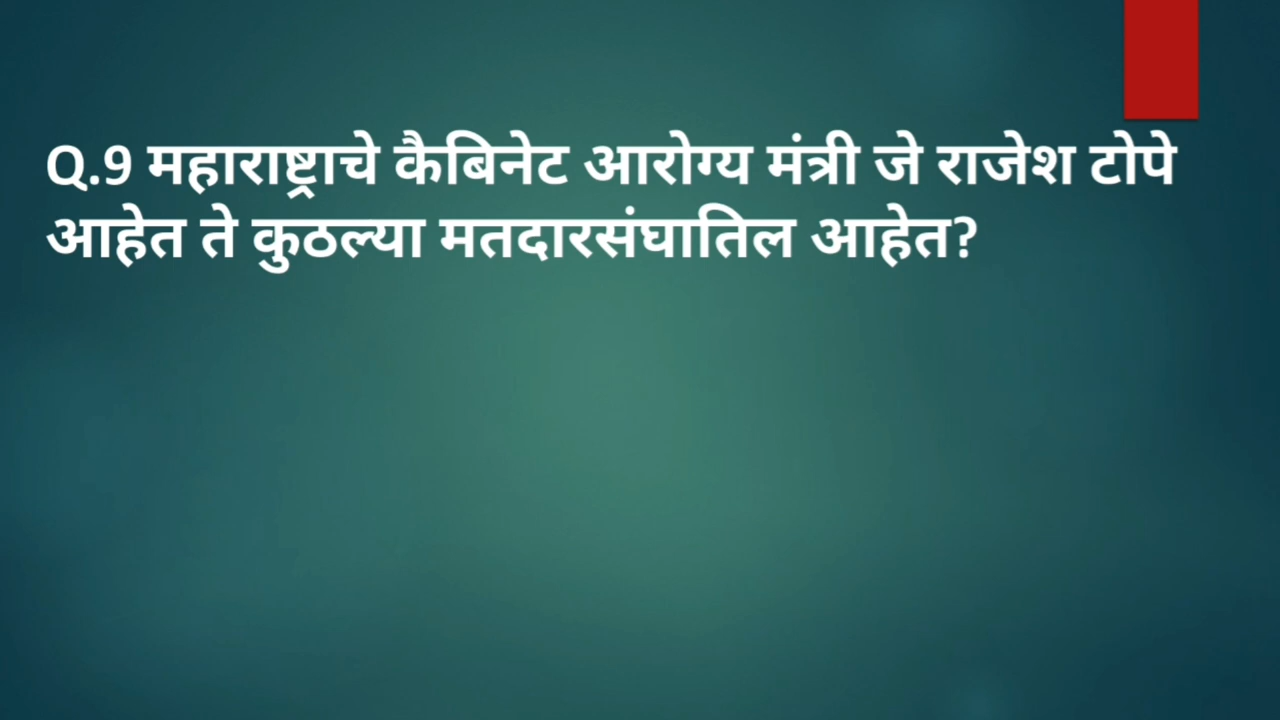 Q.9 महाराष्ट्राचे कैबिनेट आरोग्य मंत्री जे राजेश टोपे
आहेत ते कुठल्या मतदारसंघातिल आहेत?